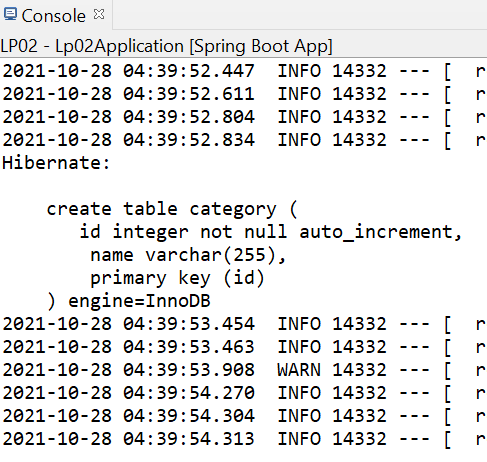 Console
LP02 - Lp02Application [Spring Boot App]
2021-10-28 04:39:52.447  INFO 14332 --- [  r
2021-10-28 04:39:52.611  INFO 14332 --- [  r
2021-10-28 04:39:52.804  INFO 14332 --- [  r
2021-10-28 04:39:52.834  INFO 14332 --- [  r
Hibernate:
    create table category (
       id integer not null auto_increment,
        name varchar(255),
        primary key (id)
    ) engine=InnoDB
2021-10-28 04:39:53.454  INFO 14332 --- [  r
2021-10-28 04:39:53.463  INFO 14332 --- [  r
2021-10-28 04:39:53.908  WARN 14332 --- [  r
2021-10-28 04:39:54.270  INFO 14332 --- [  r
2021-10-28 04:39:54.304  INFO 14332 --- [  r
2021-10-28 04:39:54.313  INFO 14332 --- [  r